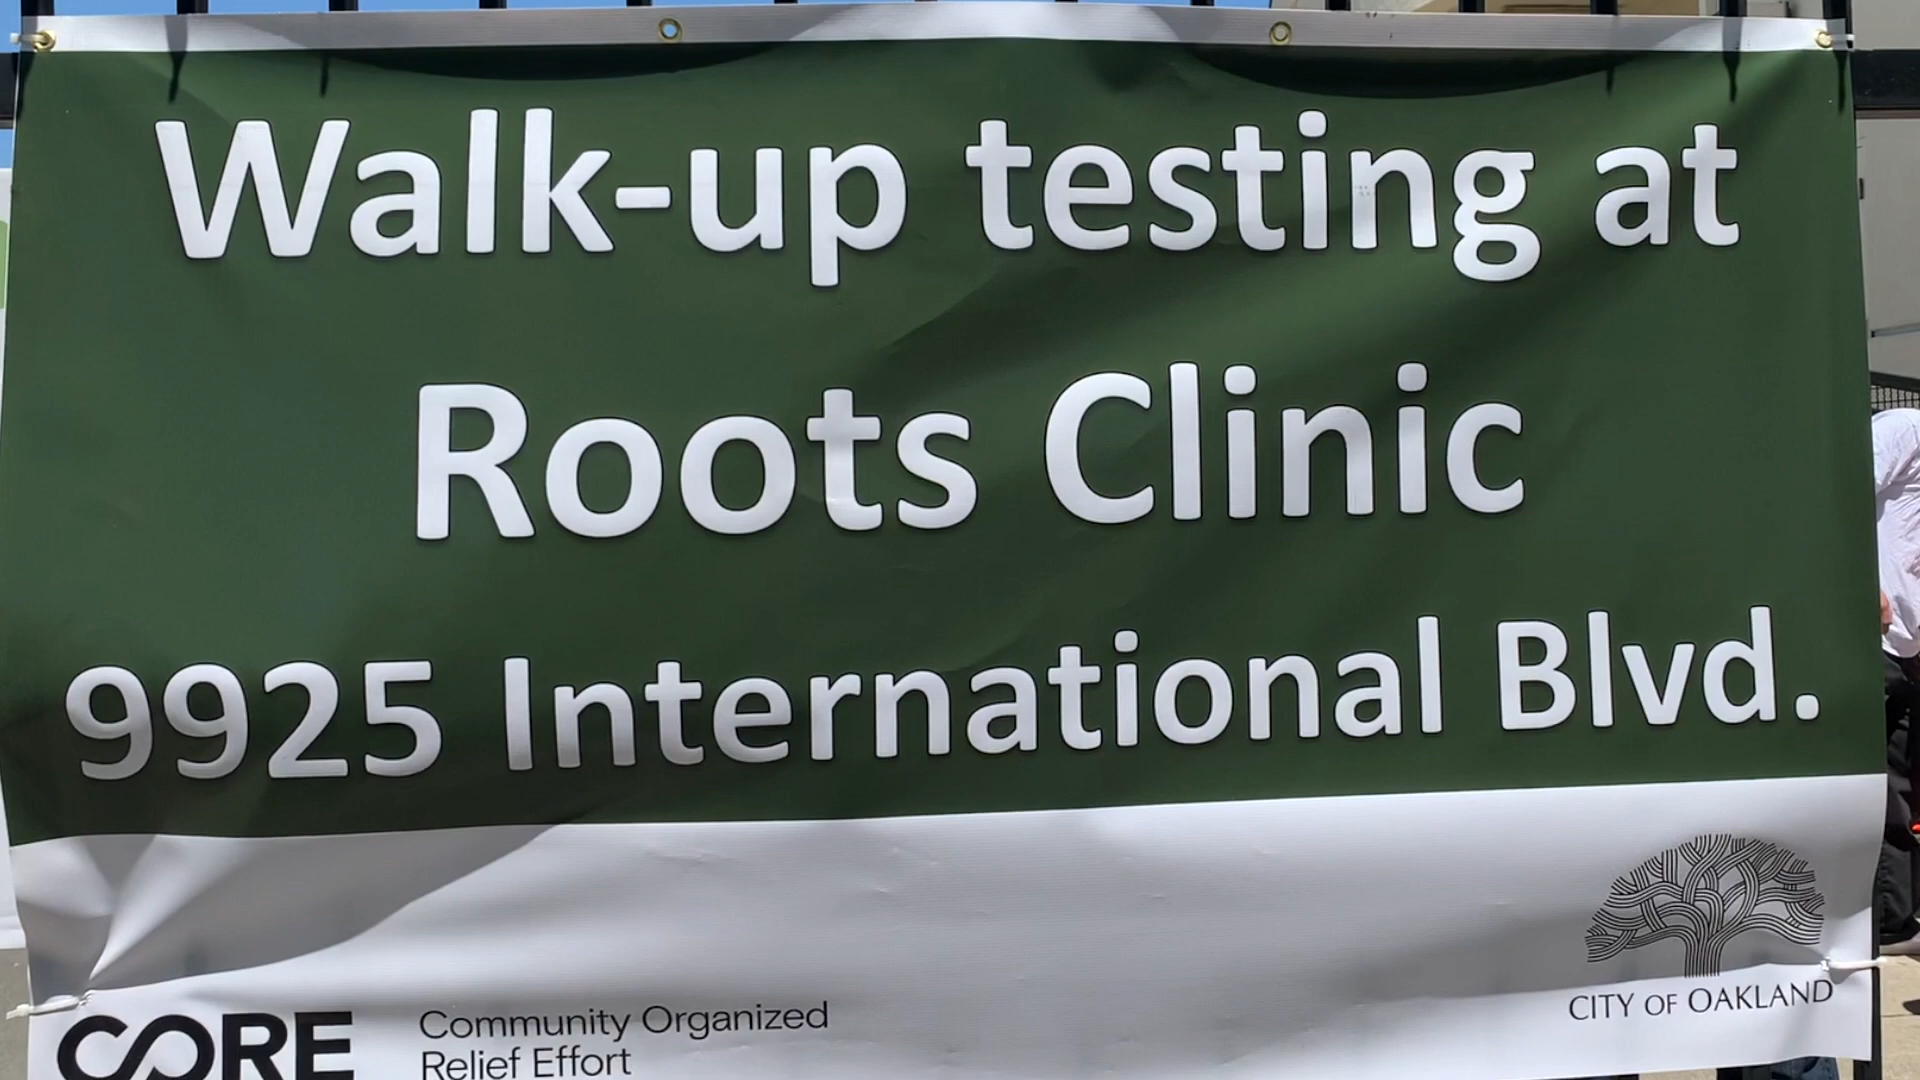 Walk-up testing at
Roots Clinic
9925 International Blvd.
CITY OF OAKLAND
CORE
Community Organized
Relief Effort